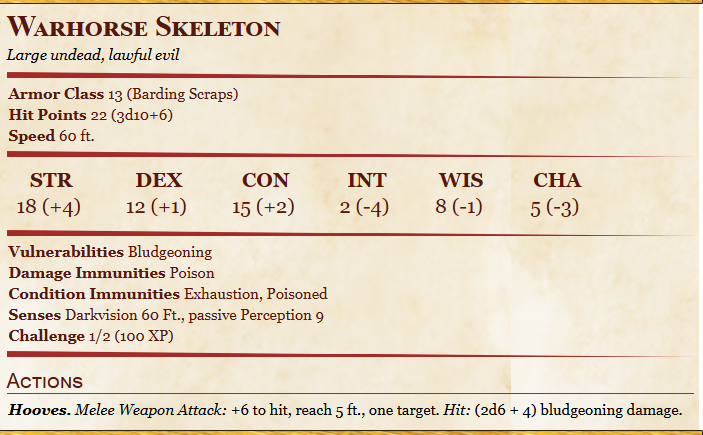 Warhorse Skeleton
Large undead, lawful evil
Armor Class 13 (Barding Scraps)
Hit Points 22 (3d10+6)
Speed 60 ft.
STR DEX CON INT WIS CHA
18 (+4) 12 (+1) 15 (+2) 2 (-4) 8 (-1) 5 (-3)
Vulnerabilities Bludgeoning
Damage Immunities Poison
Condition Immunities Exhaustion, Poisoned
Senses Darkvision 60 Ft., passive Perception 9
Challenge 1/2 (100 XP)
Actions
Hooves. Melee Weapon Attack: +6 to hit, reach 5 ft., one target. Hit: (2d6 + 4) bludgeoning damage.